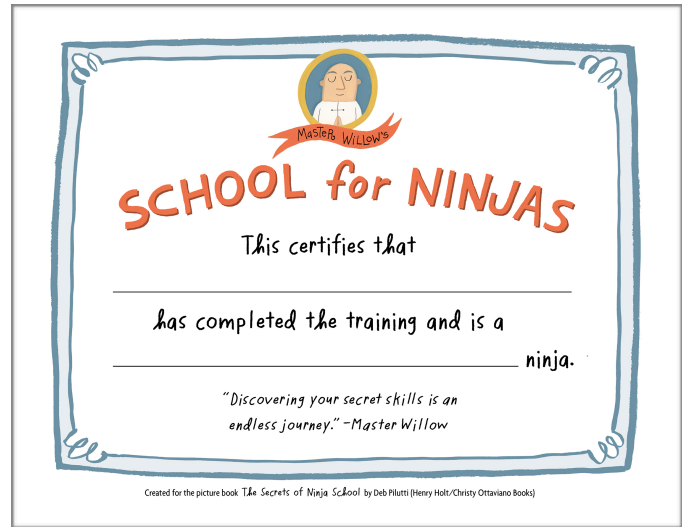 MASTER WILLOW'S
SCHOOL for NINJAS
This certifies that
has completed the training and is a
ninja.
"Discovering your secret skills is an
endless journey." -Master Willow
Created for the picture book The Secrets of Ninja School by Deb Pilutti (Henry Holt/Christy Ottaviano Books)